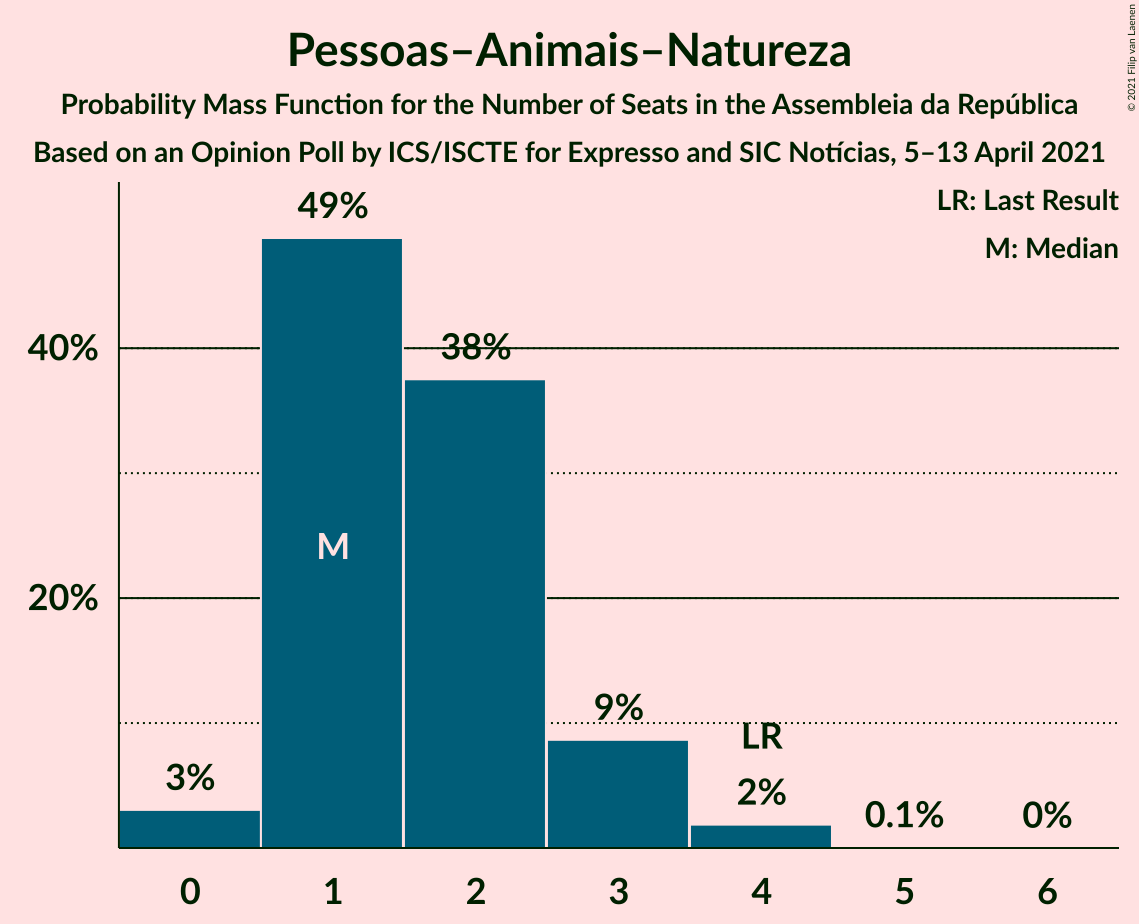 Pessoas–Animais–Natureza
Probability Mass Function for the Number of Seats in the Assembleia da República
Based on an Opinion Poll by ICS/ISCTE for Expresso and SIC Notícias, 5–13 April 2021
© 2021 Filip van Laenen
LR: Last Result
M: Median
49%
40%
38%
M
20%
9%
LR
3%
2%
0.1%
0%
0 1 2 3 4 5 6